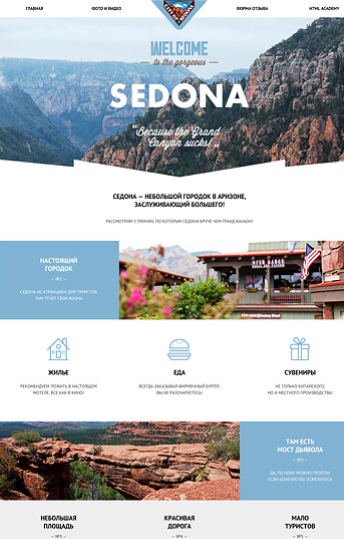 ГЛАВНАЯ
ФОТО И ВИДЕО
ФОРМА ОТЗЫВА
HTML ACADEMY
WELCOME
to the gorgeous
SEDONA
"Because the Grand
Canyon sucks!"
СЕДОНА — НЕБОЛЬШОЙ ГОРОДОК В АРИЗОНЕ,
ЗАСЛУЖИВАЮЩИЙ БОЛЬШЕГО!
РАССМОТРИМ 5 ПРИЧИН, ПО КОТОРЫМ СЕДОНА КРУЧЕ ЧЕМ ГРАНД КАНЬОН!
НАСТОЯЩИЙ
ГОРОДОК
— №1 —
СЕДОНА НЕ АТТРАКЦИОН ДЛЯ ТУРИСТОВ,
ТАМ ТЕЧЕТ СВОЯ ЖИЗНЬ
OPEN RANGE
ЖИЛЬЕ
РЕКОМЕНДУЕМ ПОЖИТЬ В НАСТОЯЩЕМ
МОТЕЛЕ, ВСЕ КАК В КИНО!
ЕДА
ВСЕГДА ЗАКАЗЫВАЙ ФИРМЕННЫЙ БУРГЕР,
ВЫ НЕ РАЗОЧАРУЕТЕСЬ!
СУВЕНИРЫ
НЕ ТОЛЬКО КИТАЙСКОГО,
НО И МЕСТНОГО ПРОИЗВОДСТВА!
ТАМ ЕСТЬ
МОСТ ДЬЯВОЛА
— №2 —
ДА, ПО НЕМУ МОЖНО ПРОЙТИ!
ЕСЛИ КОНЕЧНО ВЫ ОСМЕЛИТЕСЬ
НЕБОЛЬШАЯ
ПЛОЩАДЬ
— №3 —
КРАСИВАЯ
ДОРОГА
— №4 —
МАЛО
ТУРИСТОВ
— №5 —